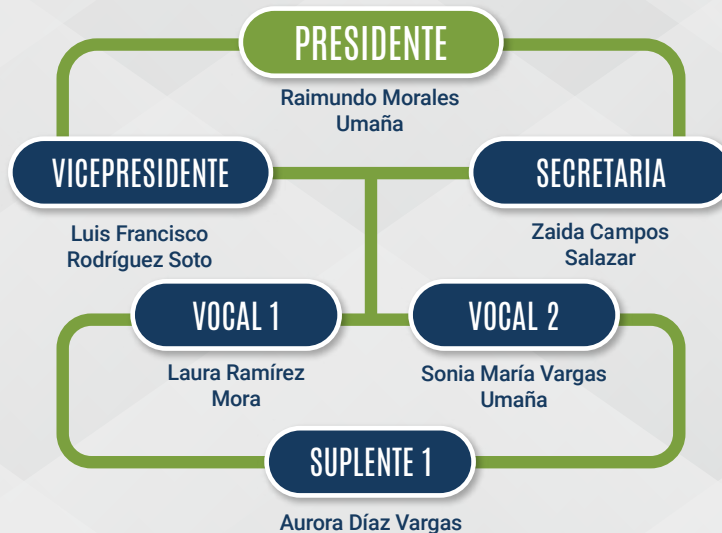 PRESIDENTE
Raimundo Morales
Umaña
VICEPRESIDENTE
Luis Francisco
Rodríguez Soto
SECRETARIA
Zaida Campos
Salazar
VOCAL 1
Laura Ramírez
Mora
VOCAL 2
Sonia María Vargas
Umaña
SUPLENTE 1
Aurora Díaz Vargas